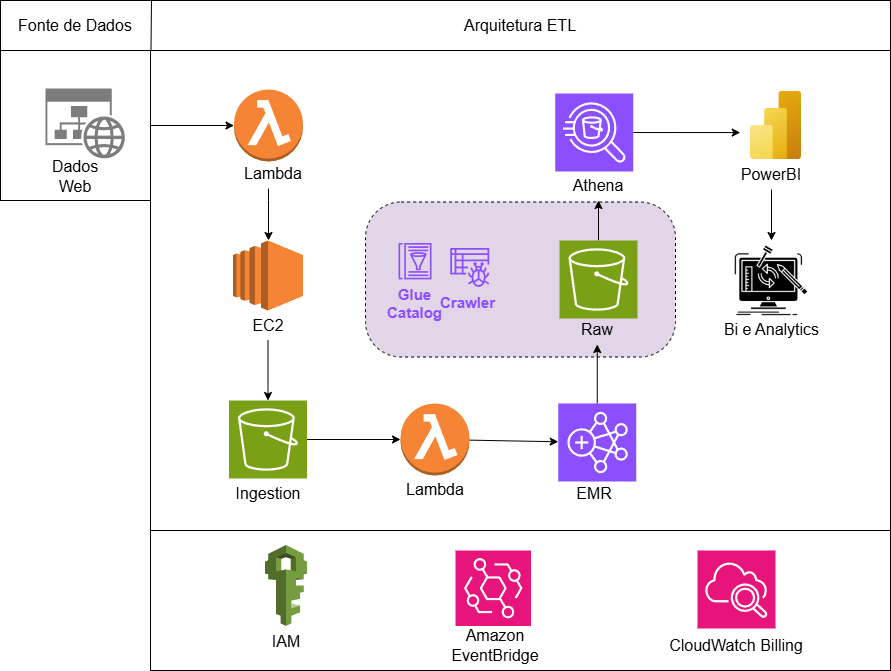 Fonte de Dados
Arquitetura ETL
Dados
Web
Lambda
Athena
PowerBI
Glue
Catalog
Crawler
EC2
Raw
Bi e Analytics
Ingestion
Lambda
EMR
IAM
Amazon
EventBridge
CloudWatch Billing